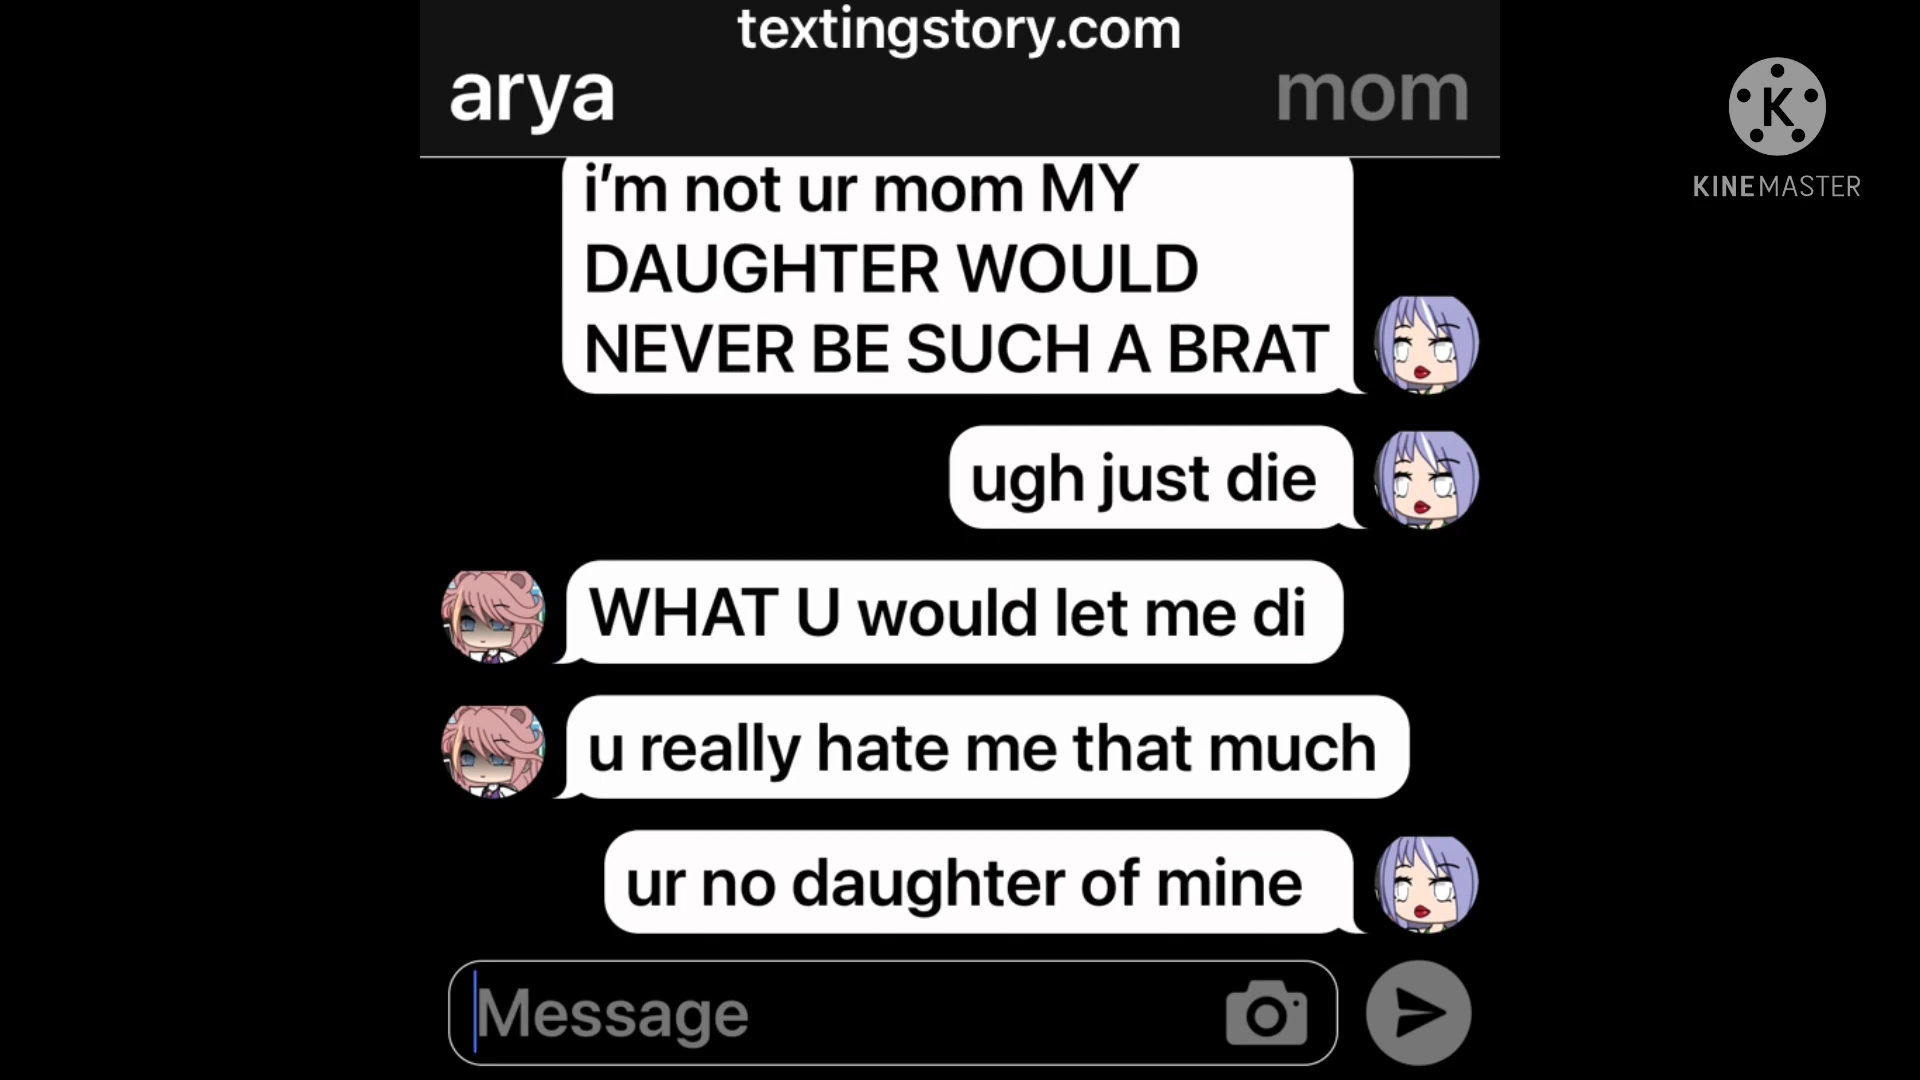 textingstory.com
arya
mom
KINEMASTER
i’m not ur mom MY
DAUGHTER WOULD
NEVER BE SUCH A BRAT
ugh just die
WHAT U would let me di
u really hate me that much
ur no daughter of mine
Message